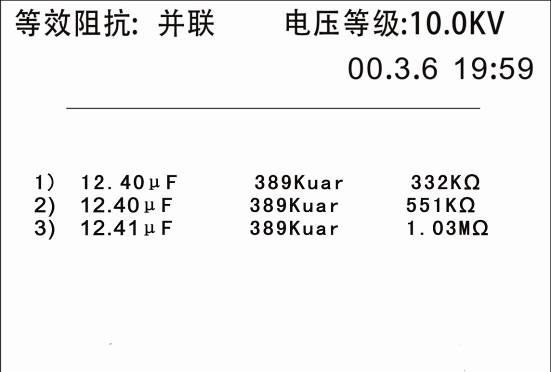 等效阻抗: 并联 电压等级:10.0KV
00.3.6 19:59
1) 12.40μF 389Kuar 332KΩ
2) 12.40μF 389Kuar 551KΩ
3) 12.41μF 389Kuar 1.03MΩ